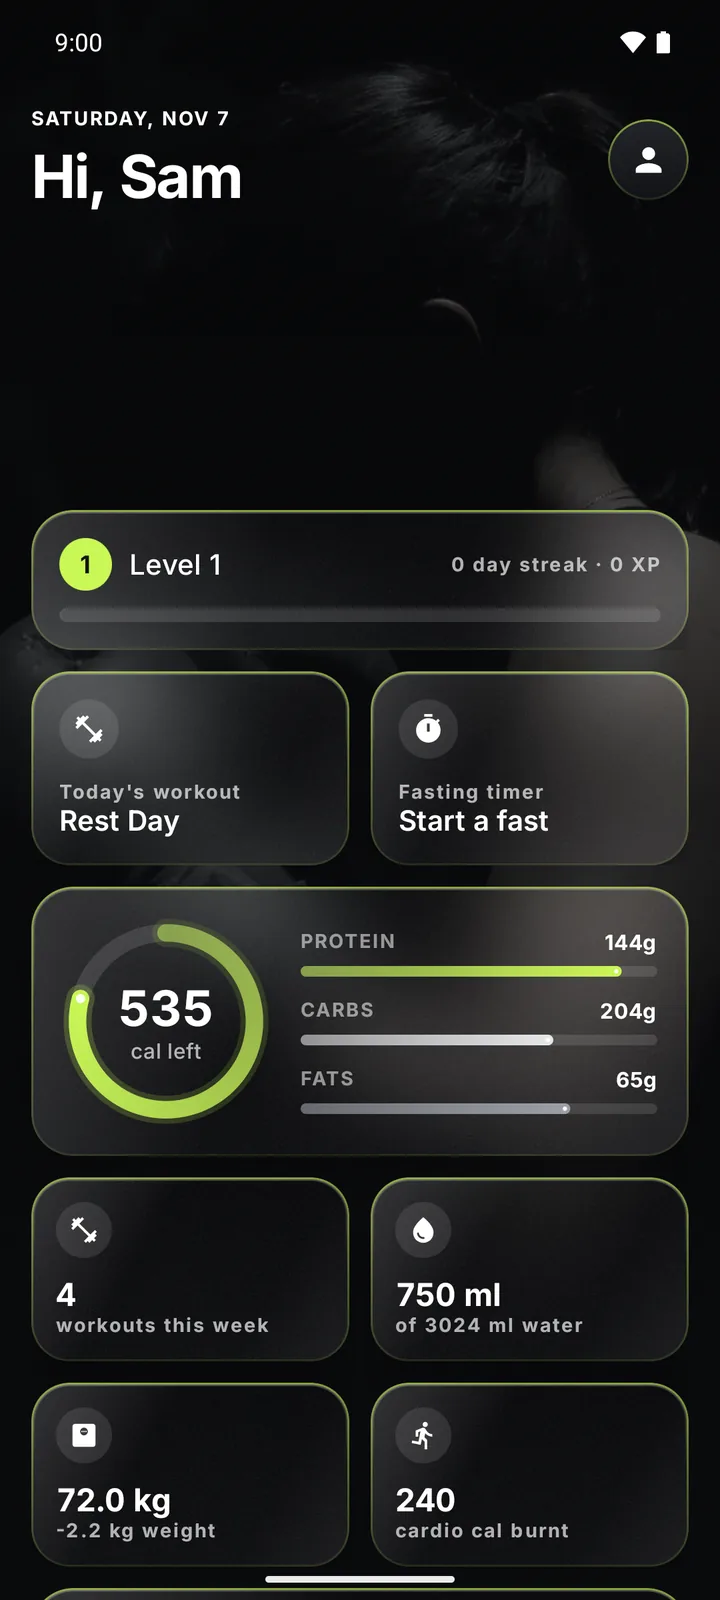 9:00
SATURDAY, NOV 7
Hi, Sam
1 Level 1 0 day streak · 0 XP
Today's workout
Rest Day
Fasting timer
Start a fast
535
cal left
PROTEIN 144g
CARBS 204g
FATS 65g
4
workouts this week
750 ml
of 3024 ml water
72.0 kg
-2.2 kg weight
240
cardio cal burnt